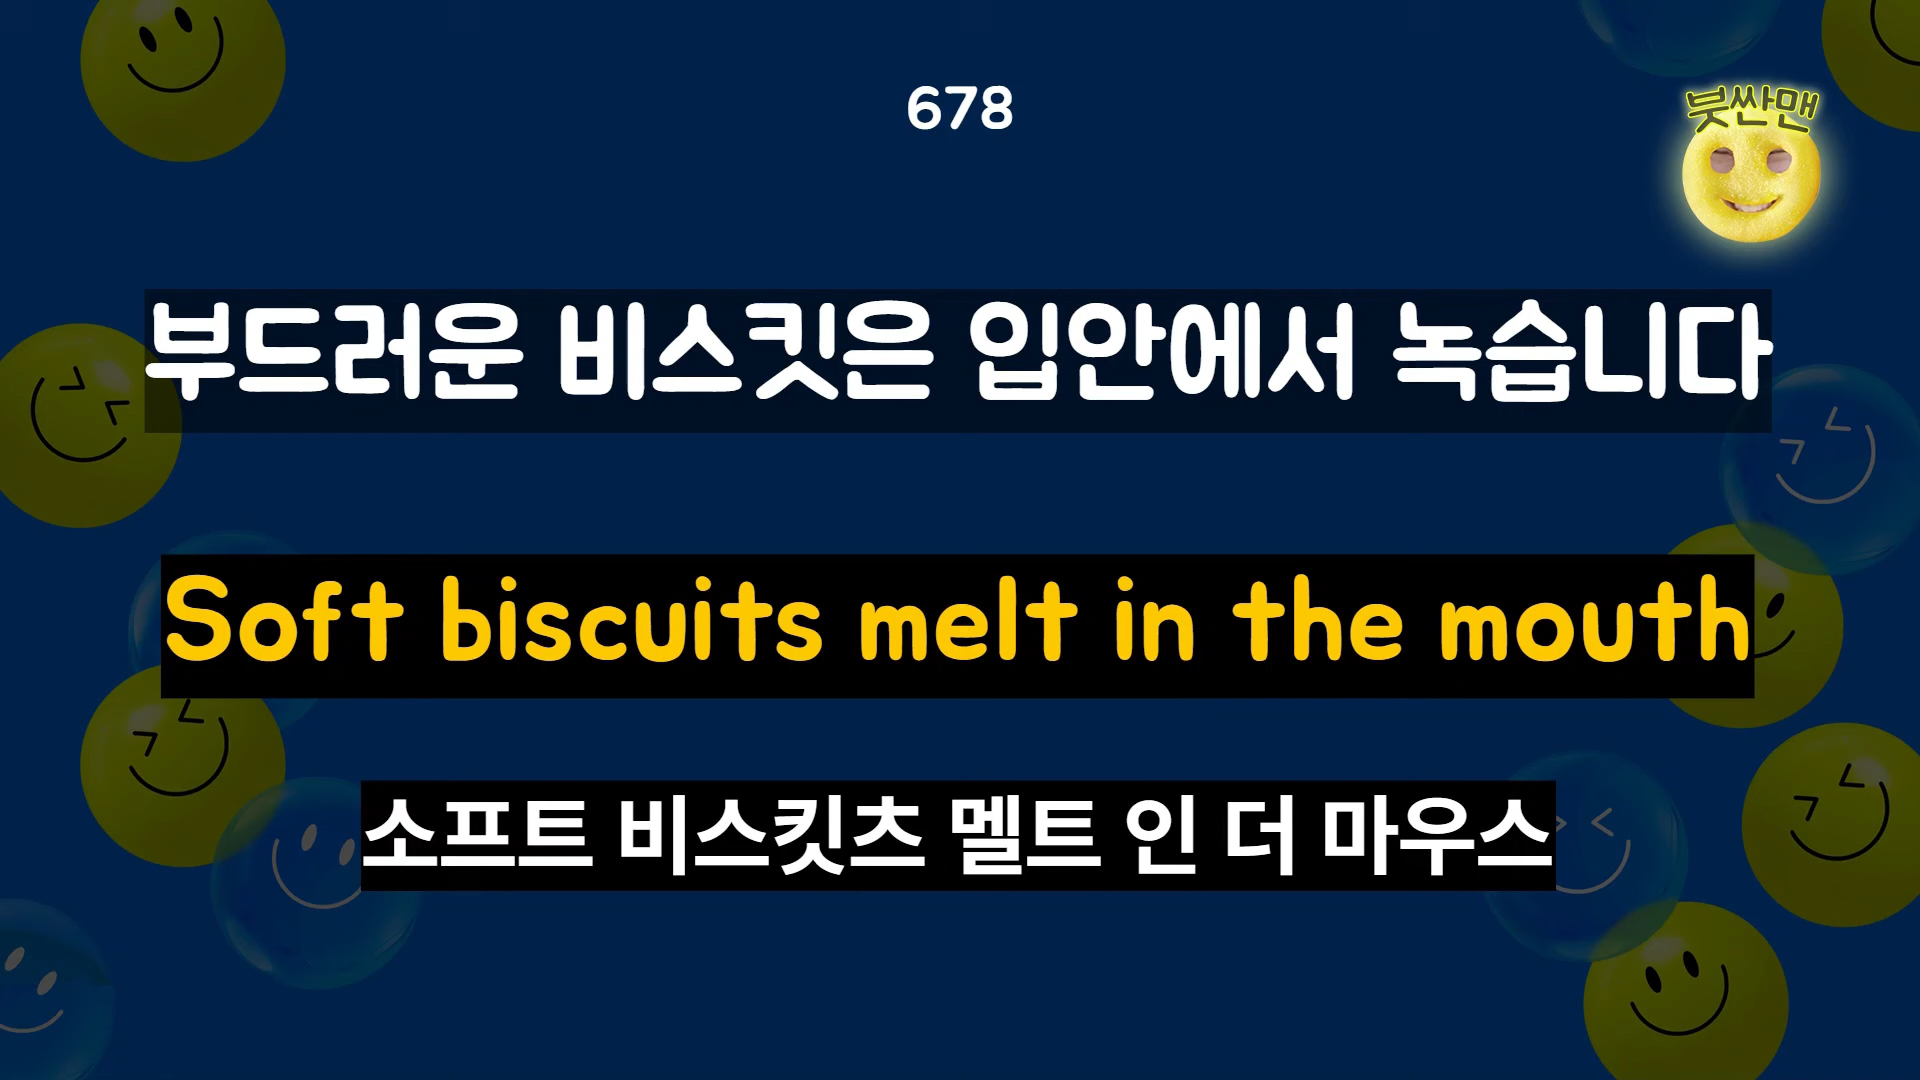 678
붓싼맨
부드러운 비스킷은 입안에서 녹습니다
Soft biscuits melt in the mouth
소프트 비스킷츠 멜트 인 더 마우스